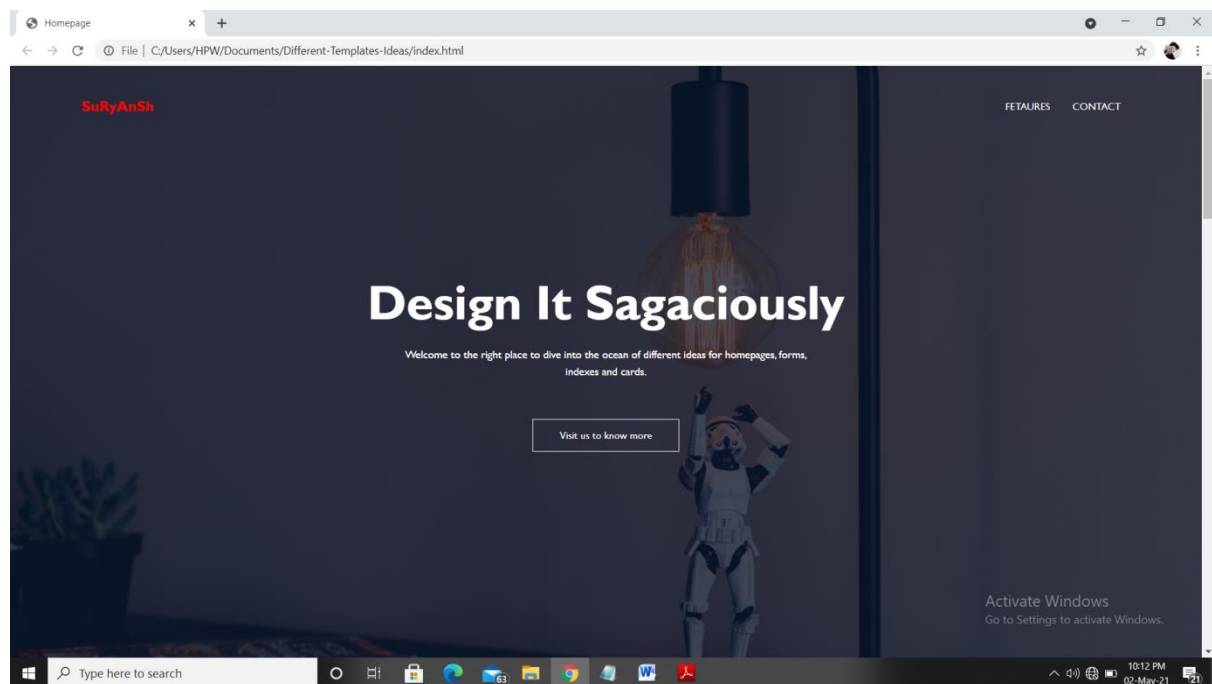 Homepage
File | C:/Users/HPW/Documents/Different-Templates-Ideas/index.html
SuRyAnSh
FETAURES CONTACT
Design It Sagaciously
Welcome to the right place to dive into the ocean of different ideas for homepages, forms,
indexes and cards.
Visit us to know more
Activate Windows
Go to Settings to activate Windows.
Type here to search
63
W
10:12 PM
02-May-21
21